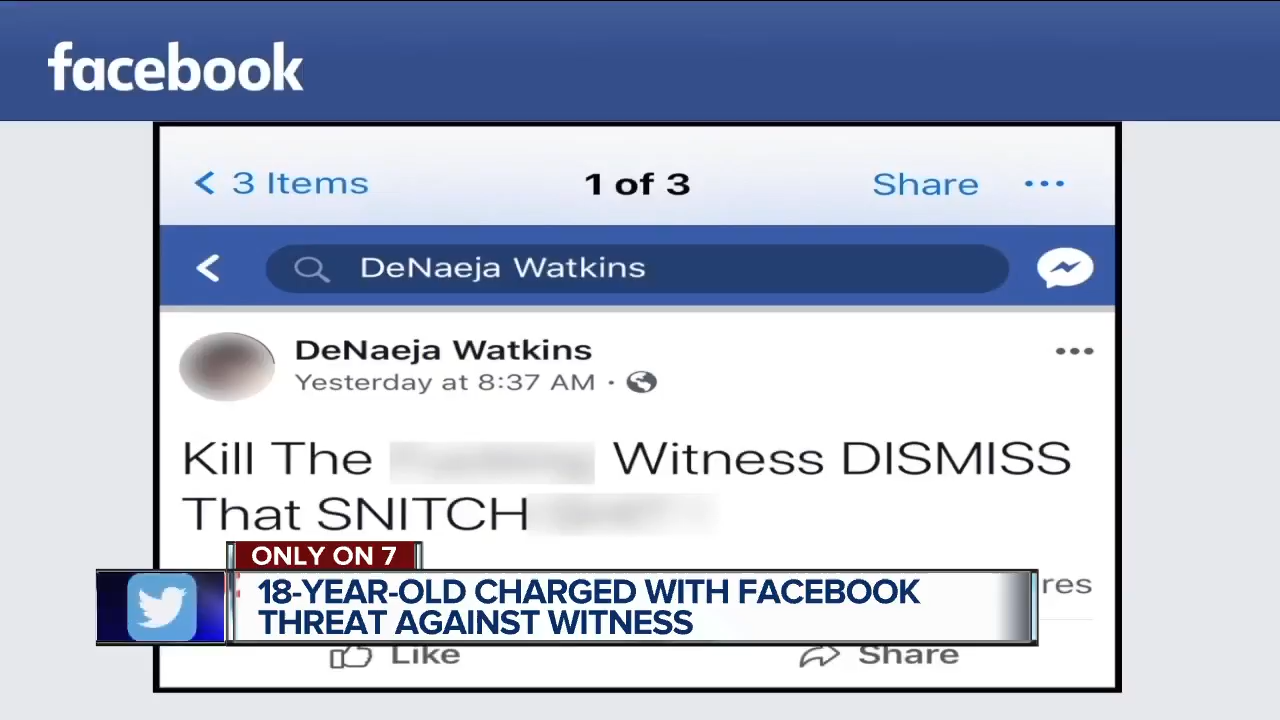 facebook
3 Items
1 of 3
Share
DeNaeja Watkins
DeNaeja Watkins
Yesterday at 8:37 AM
Kill The Witness DISMISS
That SNITCH
ONLY ON 7
18-YEAR-OLD CHARGED WITH FACEBOOK
THREAT AGAINST WITNESS
res
Like
Share